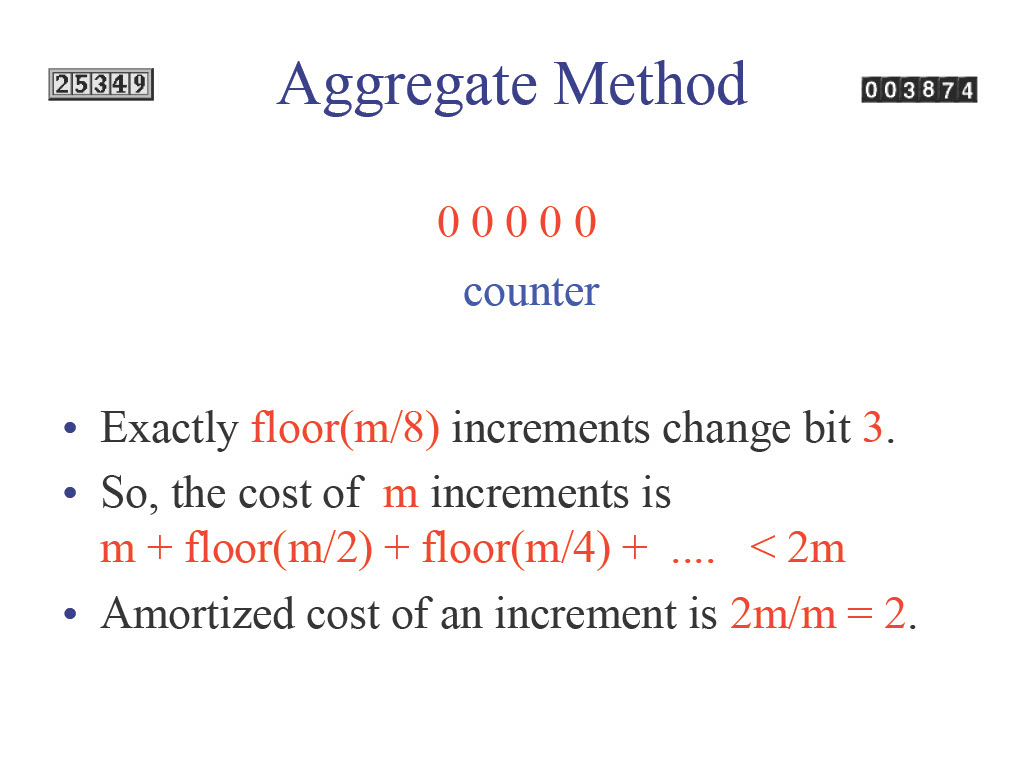 25349
Aggregate Method
003874
0 0 0 0 0
counter
• Exactly floor(m/8) increments change bit 3.
• So, the cost of m increments is
m + floor(m/2) + floor(m/4) + .... < 2m
• Amortized cost of an increment is 2m/m = 2.